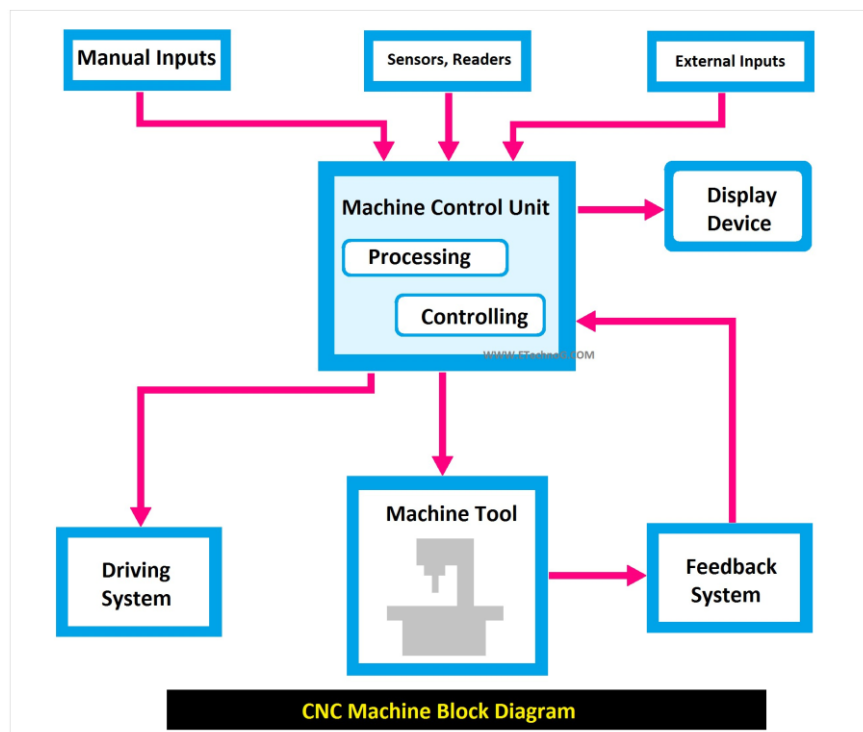 Manual Inputs
Sensors, Readers
External Inputs
Machine Control Unit
Processing
Controlling
Display
Device
Driving
System
Machine Tool
Feedback
System
CNC Machine Block Diagram